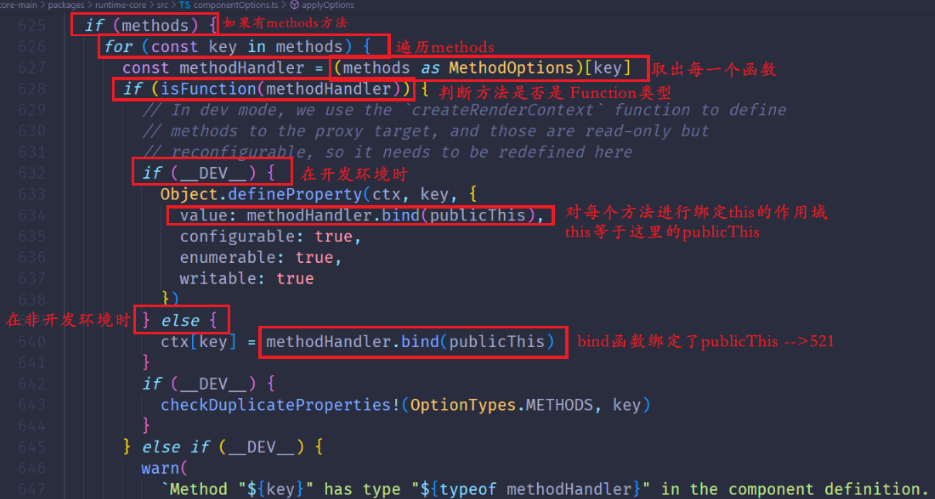 core-main > packages > runtime-core > src > TS componentOptions.ts > applyOptions
625 if (methods) { 如果有methods方法
626 for (const key in methods) { 遍历methods
627 const methodHandler = (methods as MethodOptions)[key] 取出每一个函数
628 if (isFunction(methodHandler)) { 判断方法是否是 Function类型
629 // In dev mode, we use the `createRenderContext` function to define
630 // methods to the proxy target, and those are read-only but
631 // reconfigurable, so it needs to be redefined here
632 if (__DEV__) { 在开发环境时
633 Object.defineProperty(ctx, key, {
634 value: methodHandler.bind(publicThis), 对每个方法进行绑定this的作用域
635 configurable: true, this等于这里的publicThis
636 enumerable: true,
637 writable: true
638 })
在非开发环境时 } else {
640 ctx[key] = methodHandler.bind(publicThis) bind函数绑定了publicThis -->521
641 }
642 if (__DEV__) {
643 checkDuplicateProperties!(OptionTypes.METHODS, key)
644 }
645 } else if (__DEV__) {
646 warn(
647 `Method "${key}" has type "${typeof methodHandler}" in the component definition.